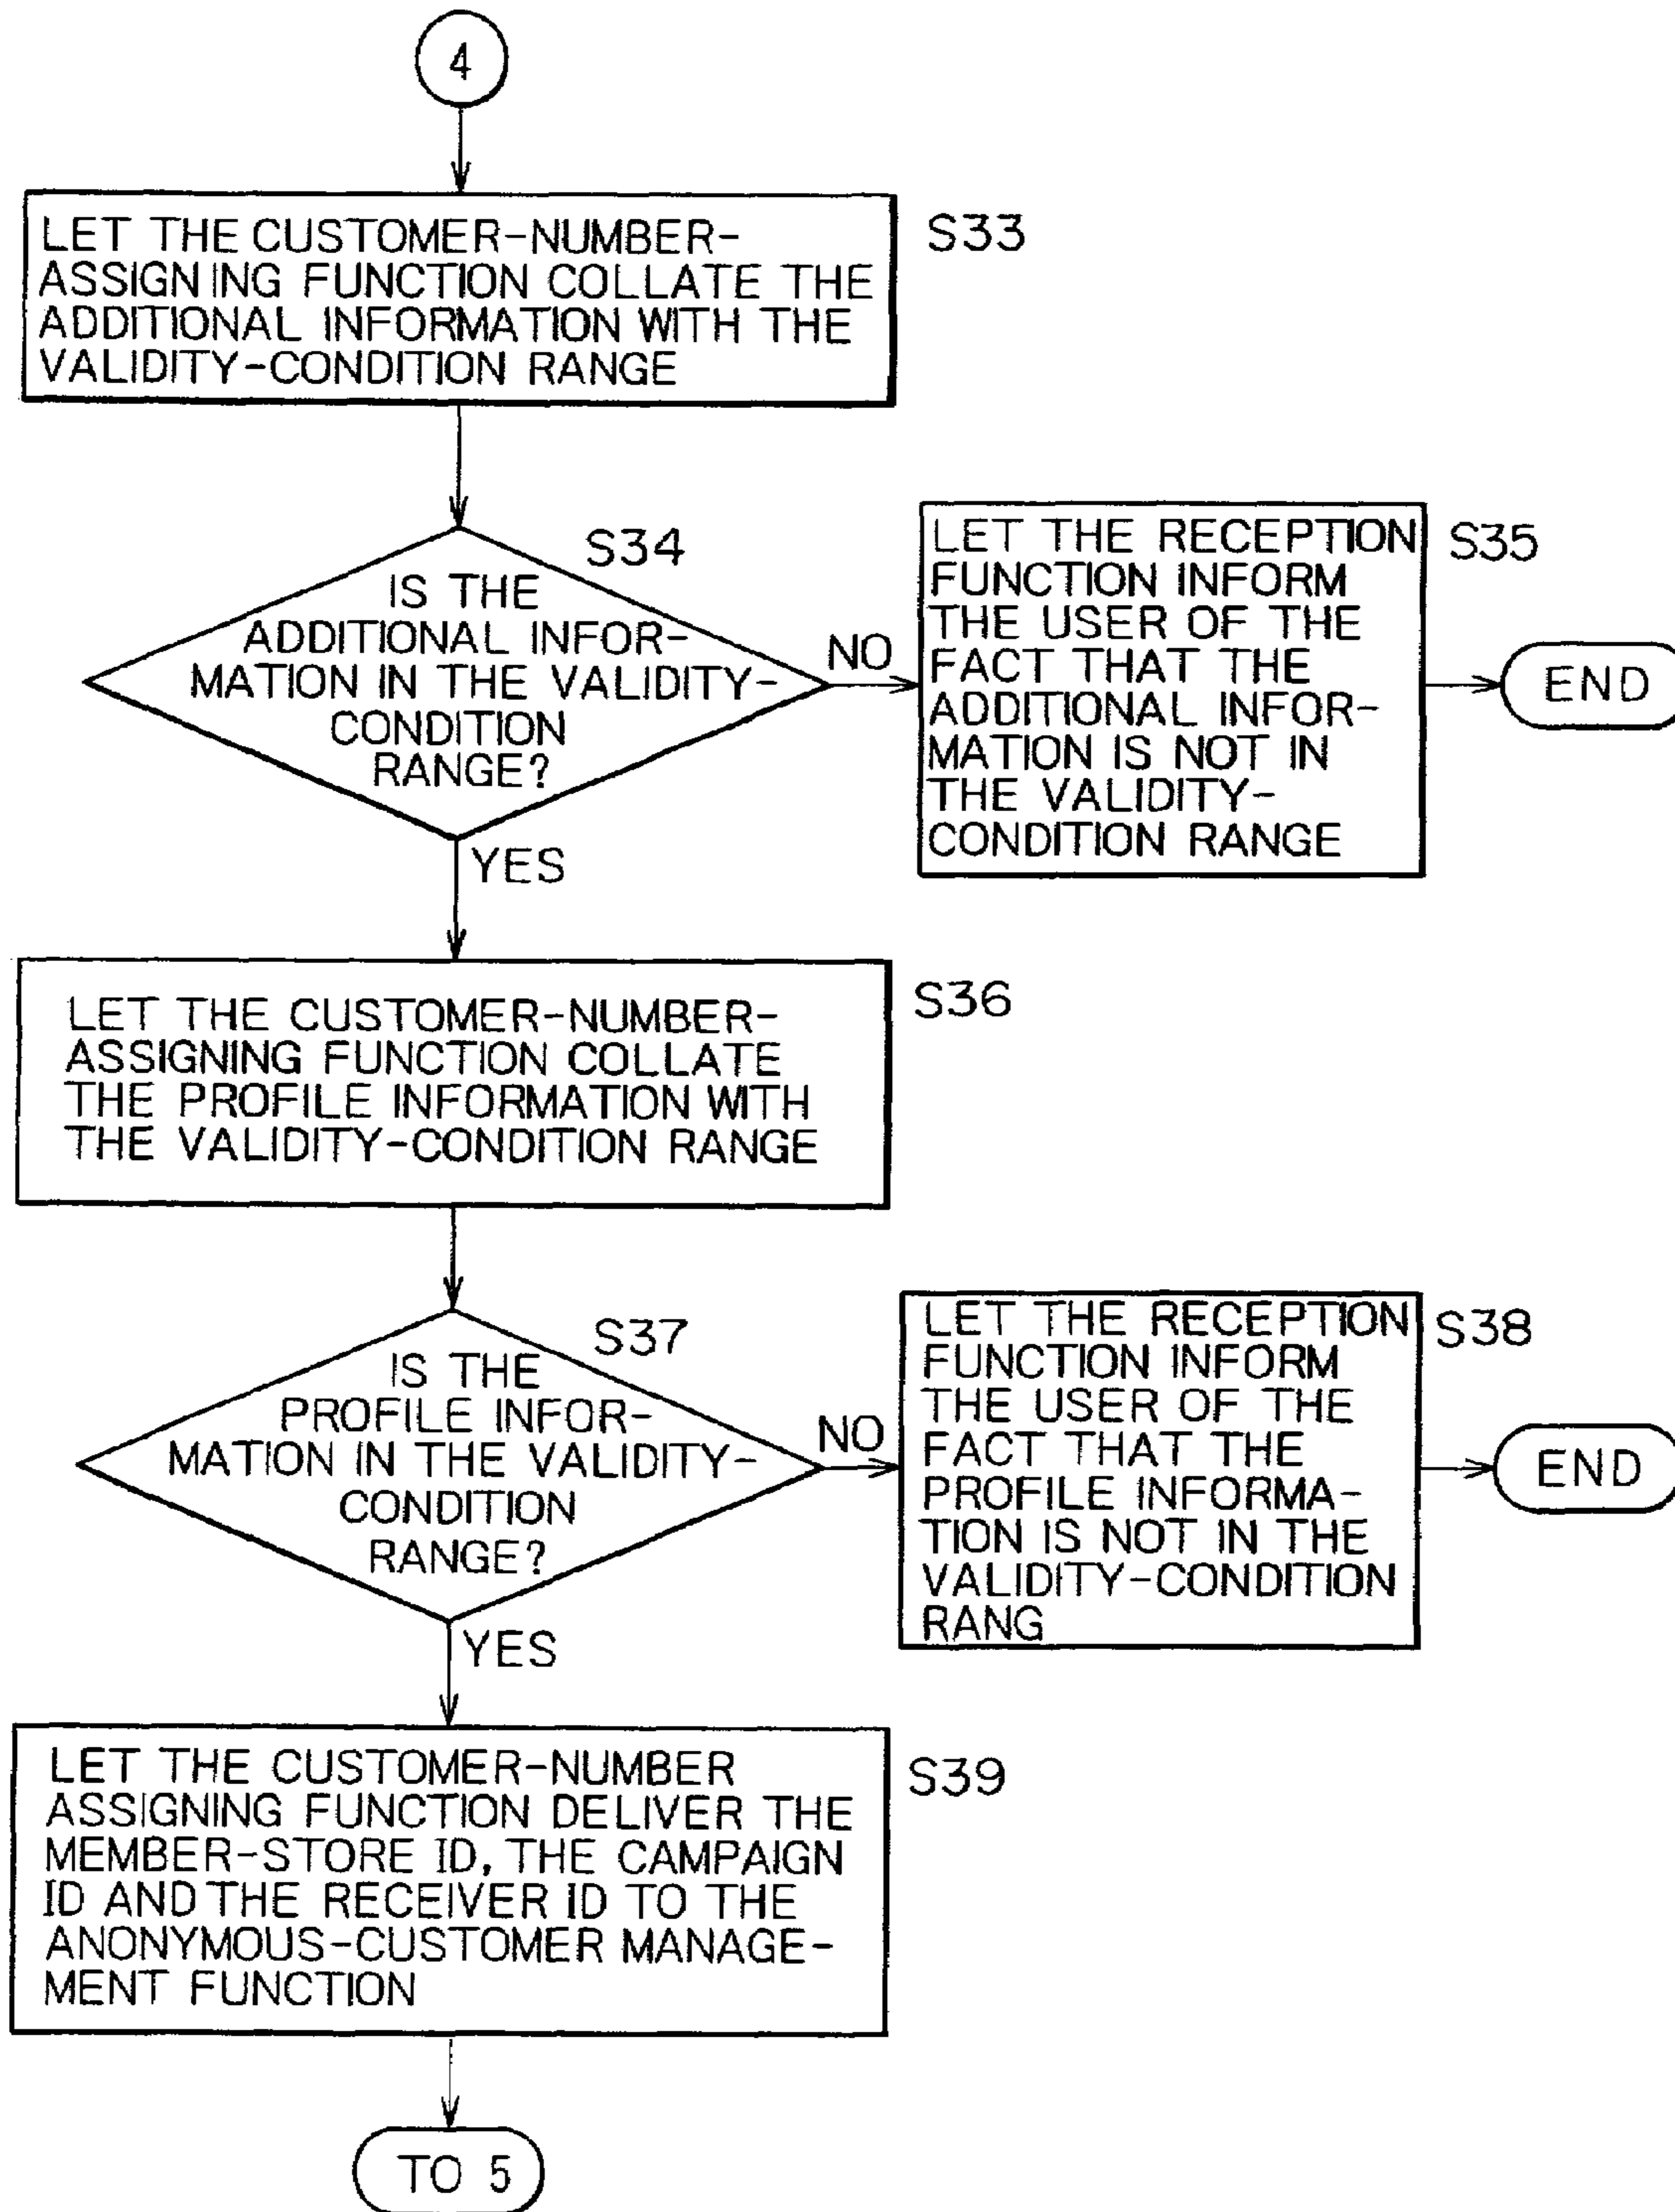 4
LET THE CUSTOMER-NUMBER-
ASSIGNING FUNCTION COLLATE THE
ADDITIONAL INFORMATION WITH THE
VALIDITY-CONDITION RANGE
S33
S34
IS THE
ADDITIONAL INFOR-
MATION IN THE VALIDITY-
CONDITION
RANGE?
NO
LET THE RECEPTION
FUNCTION INFORM
THE USER OF THE
FACT THAT THE
ADDITIONAL INFOR-
MATION IS NOT IN
THE VALIDITY-
CONDITION RANGE
S35
END
YES
LET THE CUSTOMER-NUMBER-
ASSIGNING FUNCTION COLLATE
THE PROFILE INFORMATION WITH
THE VALIDITY-CONDITION RANGE
S36
S37
IS THE
PROFILE INFOR-
MATION IN THE VALIDITY-
CONDITION
RANGE?
NO
LET THE RECEPTION
FUNCTION INFORM
THE USER OF THE
FACT THAT THE
PROFILE INFORMA-
TION IS NOT IN THE
VALIDITY-CONDITION
RANG
S38
END
YES
LET THE CUSTOMER-NUMBER
ASSIGNING FUNCTION DELIVER THE
MEMBER-STORE ID, THE CAMPAIGN
ID AND THE RECEIVER ID TO THE
ANONYMOUS-CUSTOMER MANAGE-
MENT FUNCTION
S39
TO 5